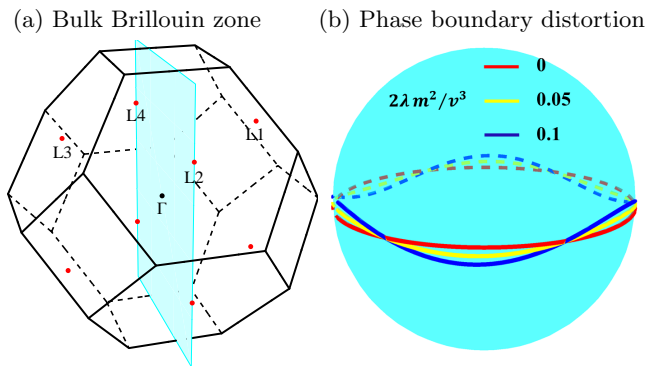 (a) Bulk Brillouin zone
(b) Phase boundary distortion
L4
L1
L3
L2
Γ
0
2λm²/v³
0.05
0.1